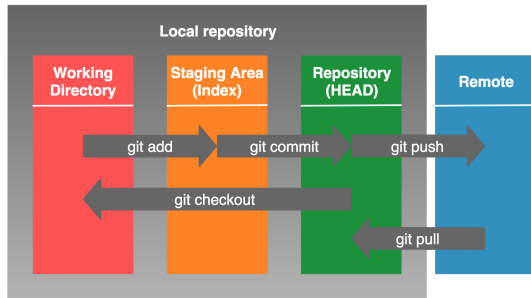 Local repository
Working
Directory
Staging Area
(Index)
Repository
(HEAD)
Remote
git add
git commit
git push
git checkout
git pull